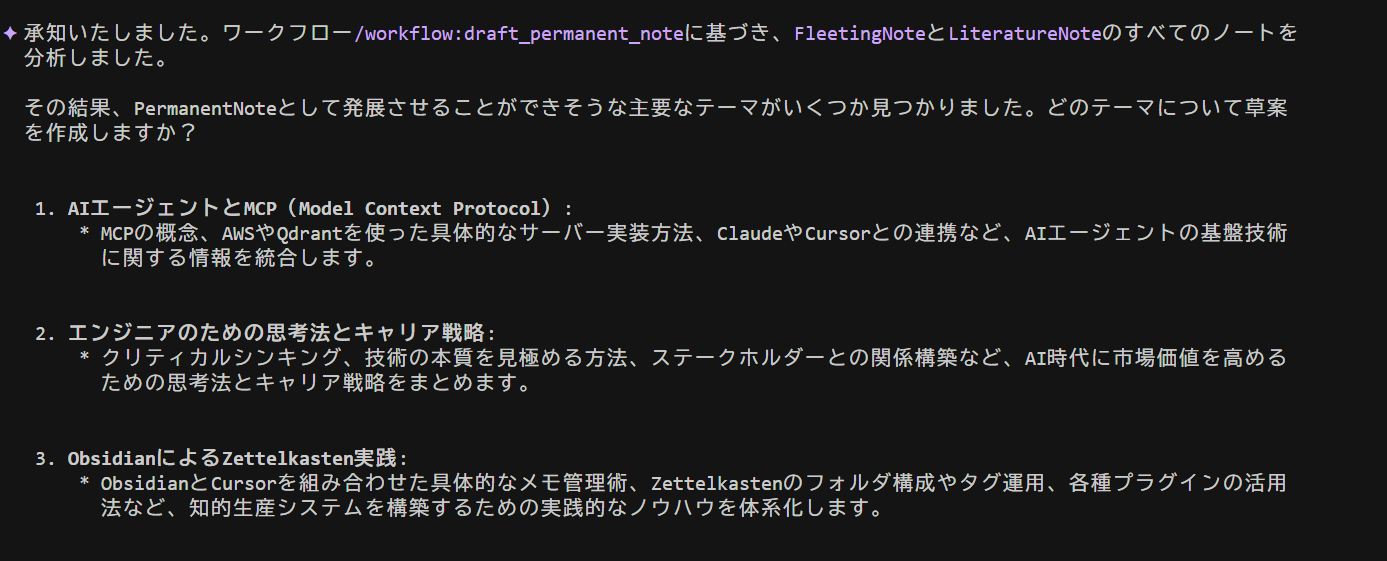 ✦ 承知いたしました。ワークフロー/workflow:draft_permanent_noteに基づき、FleetingNoteとLiteratureNoteのすべてのノートを
分析しました。
その結果、PermanentNoteとして発展させることができそうな主要なテーマがいくつか見つかりました。どのテーマについて草案
を作成しますか？
1. AIエージェントとMCP（Model Context Protocol）:
* MCPの概念、AWSやQdrantを使った具体的なサーバー実装方法、ClaudeやCursorとの連携など、AIエージェントの基盤技術
に関する情報を統合します。
2. エンジニアのための思考法とキャリア戦略:
* クリティカルシンキング、技術の本質を見極める方法、ステークホルダーとの関係構築など、AI時代に市場価値を高める
ための思考法とキャリア戦略をまとめます。
3. ObsidianによるZettelkasten実践:
* ObsidianとCursorを組み合わせた具体的なメモ管理術、Zettelkastenのフォルダ構成やタグ運用、各種プラグインの活用
法など、知的生産システムを構築するための実践的なノウハウを体系化します。